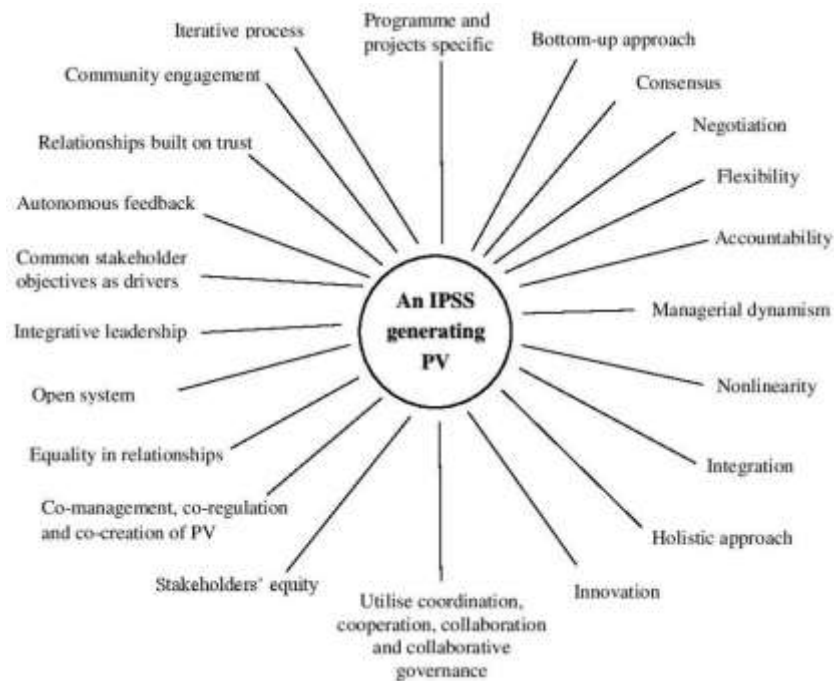 Programme and
projects specific
Bottom-up approach
Consensus
Negotiation
Flexibility
Accountability
Managerial dynamism
Nonlinearity
Integration
Holistic approach
Innovation
Utilise coordination,
cooperation, collaboration
and collaborative
governance
Stakeholders' equity
Co-management, co-regulation
and co-creation of PV
Equality in relationships
Open system
Integrative leadership
Common stakeholder
objectives as drivers
Autonomous feedback
Relationships built on trust
Community engagement
Iterative process
An IPSS
generating
PV